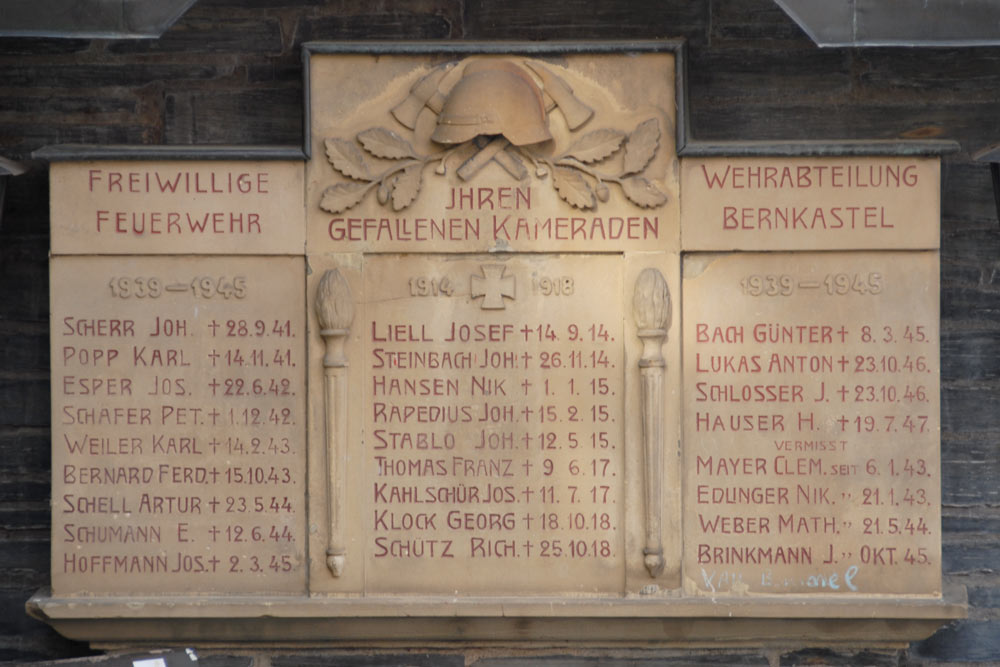 FREIWILLIGE
FEUERWEHR
JHREN
GEFALLENEN KAMERADEN
WEHRABTEILUNG
BERNKASTEL
1939–1945
SCHERR JOH. † 28.9.41.
POPP KARL † 14.11.41.
ESPER JOS. † 22.6.42.
SCHÄFER PET. † 1.12.42.
WEILER KARL † 14.2.43.
BERNARD FERD. † 15.10.43.
SCHELL ARTUR † 23.5.44.
SCHUMANN E. † 12.6.44.
HOFFMANN JOS. † 2.3.45.
1914 1918
LIELL JOSEF † 14.9.14.
STEINBACH JOH. † 26.11.14.
HANSEN NIK † 1.1.15.
RAPEDIUS JOH. † 15.2.15.
STABLO JOH. † 12.5.15.
THOMAS FRANZ † 9.6.17.
KAHLSCHÜR JOS. † 11.7.17.
KLOCK GEORG † 18.10.18.
SCHÜTZ RICH. † 25.10.18.
1939–1945
BACH GÜNTER † 8.3.45.
LUKAS ANTON † 23.10.46.
SCHLOSSER J. † 23.10.46.
HAUSER H. † 19.7.47.
VERMISST
MAYER CLEM. SEIT 6.1.43.
EDLINGER NIK. „ 21.1.43.
WEBER MATH. „ 21.5.44.
BRINKMANN J. „ OKT. 45.